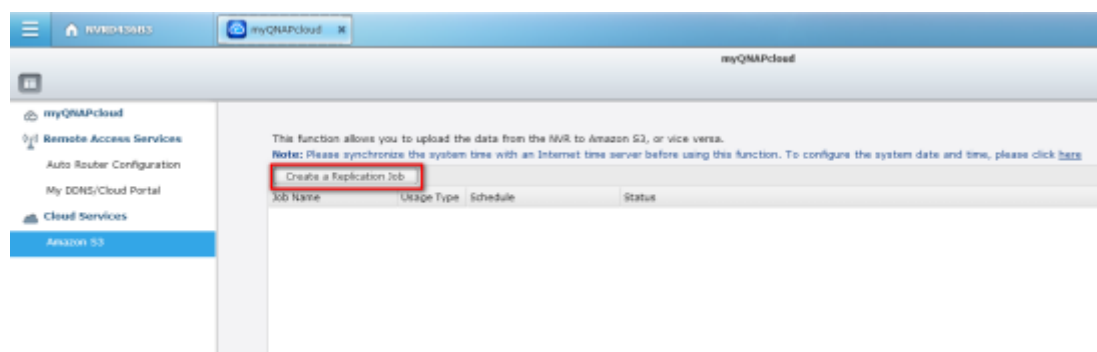 NVRD436B3
myQNAPcloud
myQNAPcloud
myQNAPcloud
Remote Access Services
Auto Router Configuration
My DDNS/Cloud Portal
Cloud Services
Amazon S3
This function allows you to upload the data from the NVR to Amazon S3, or vice versa.
Note: Please synchronize the system time with an Internet time server before using this function. To configure the system date and time, please click here
Create a Replication Job
Job Name Usage Type Schedule Status